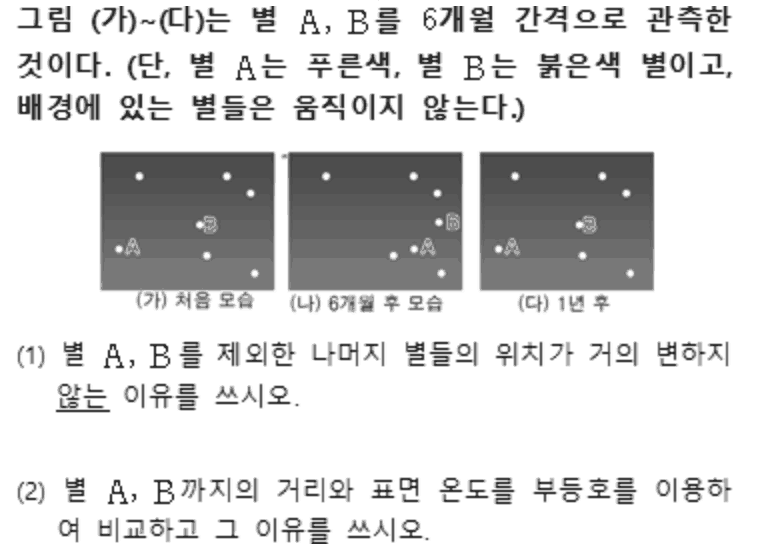 그림 (가)~(다)는 별 A, B를 6개월 간격으로 관측한
것이다. (단, 별 A는 푸른색, 별 B는 붉은색 별이고,
배경에 있는 별들은 움직이지 않는다.)
B A
B A
B A
(가) 처음 모습 (나) 6개월 후 모습 (다) 1년 후
(1) 별 A, B를 제외한 나머지 별들의 위치가 거의 변하지
않는 이유를 쓰시오.
(2) 별 A, B까지의 거리와 표면 온도를 부등호를 이용하
여 비교하고 그 이유를 쓰시오.